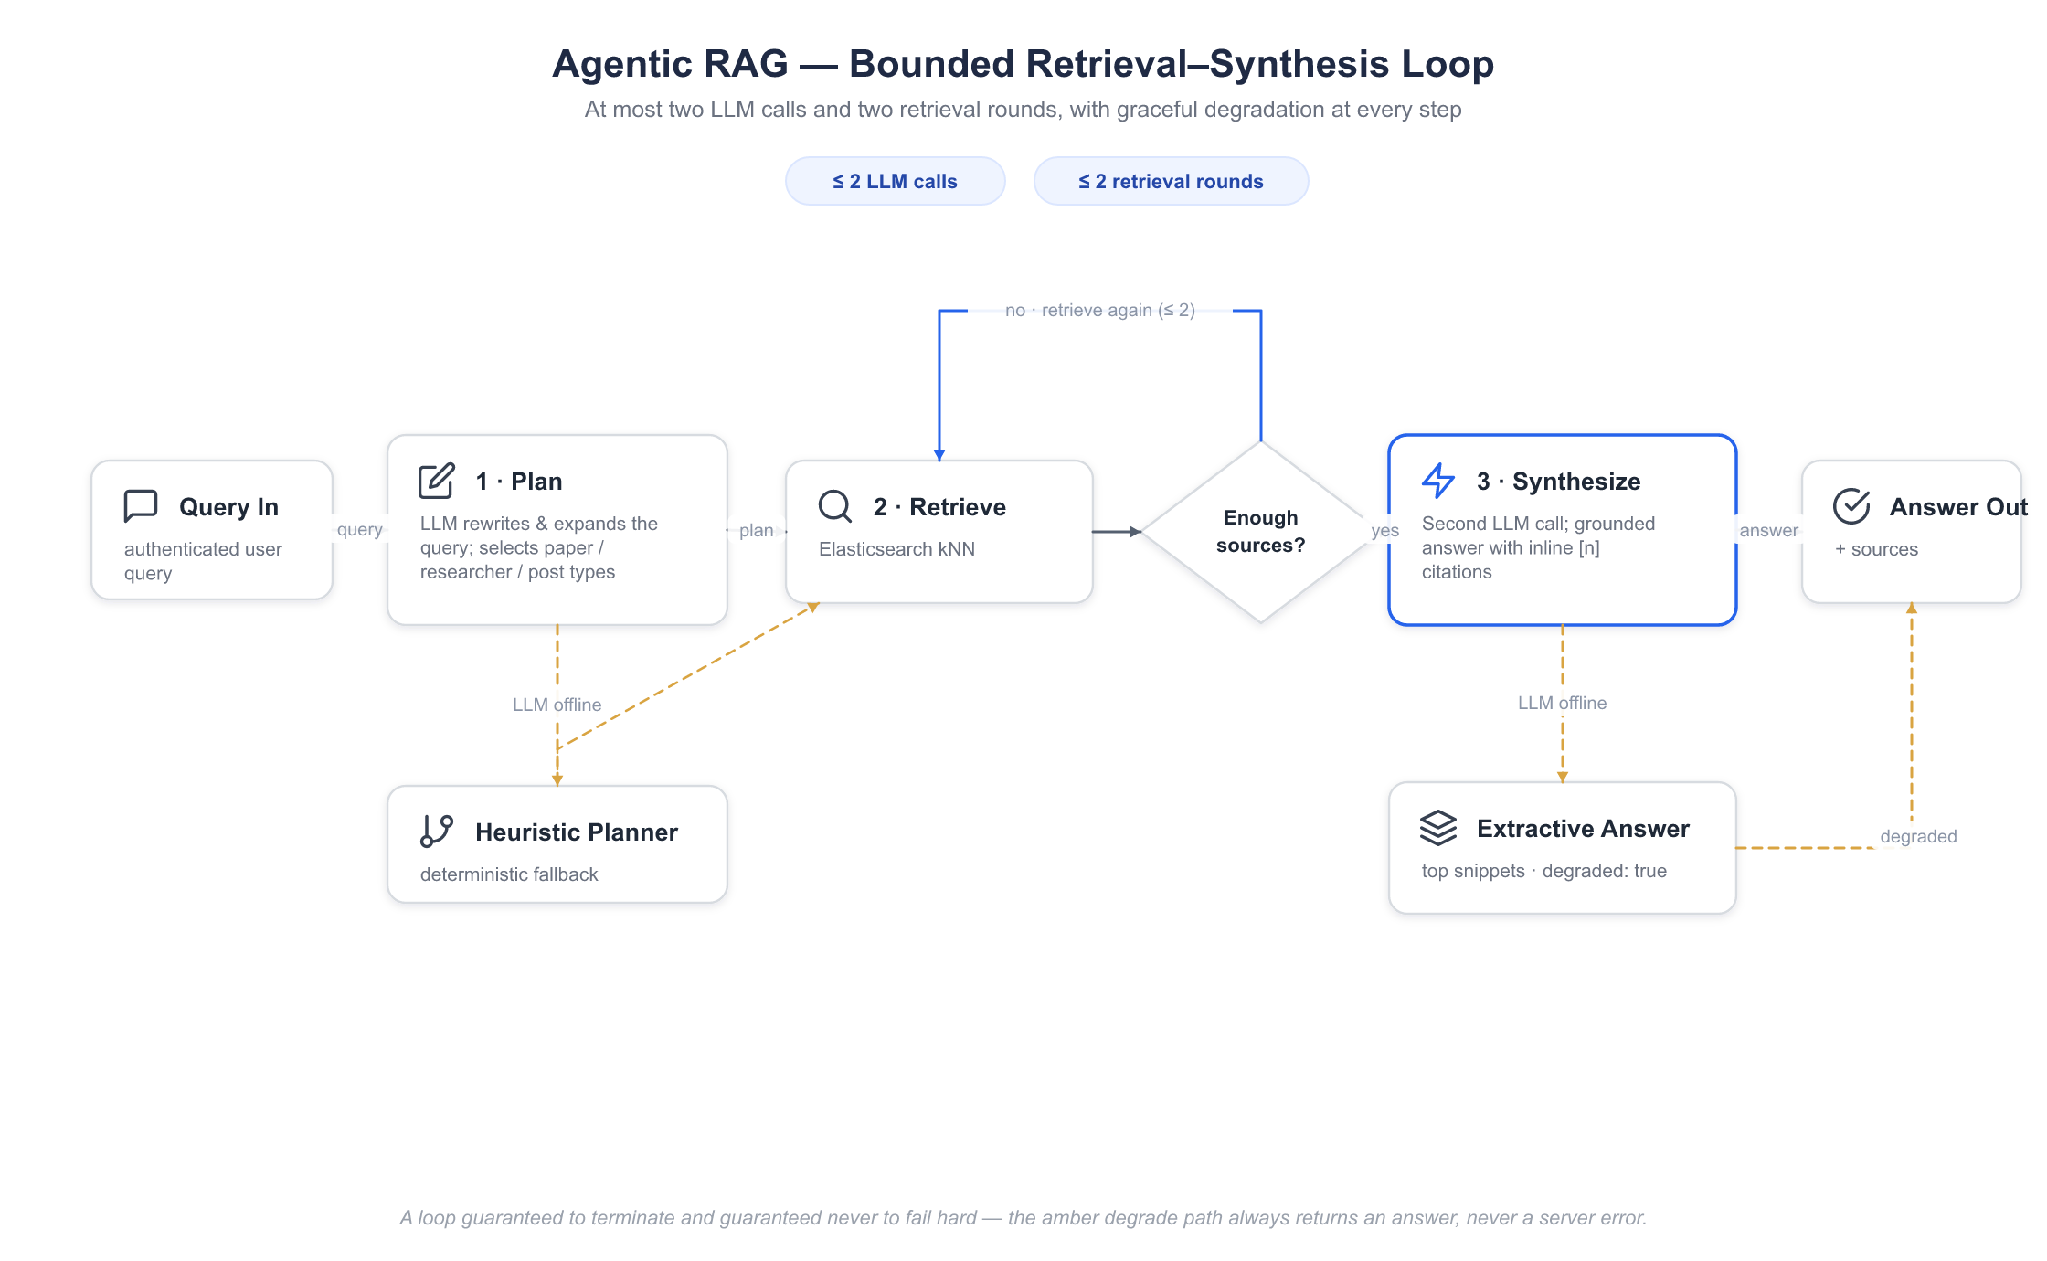 Agentic RAG — Bounded Retrieval–Synthesis Loop
At most two LLM calls and two retrieval rounds, with graceful degradation at every step
≤ 2 LLM calls
≤ 2 retrieval rounds
no · retrieve again (≤ 2)
Query In
authenticated user
query
query
1 · Plan
LLM rewrites & expands the
query; selects paper /
researcher / post types
plan
2 · Retrieve
Elasticsearch kNN
Enough
sources?
yes
3 · Synthesize
Second LLM call; grounded
answer with inline [n]
citations
answer
Answer Out
+ sources
LLM offline
LLM offline
Heuristic Planner
deterministic fallback
Extractive Answer
top snippets · degraded: true
degraded
A loop guaranteed to terminate and guaranteed never to fail hard — the amber degrade path always returns an answer, never a server error.